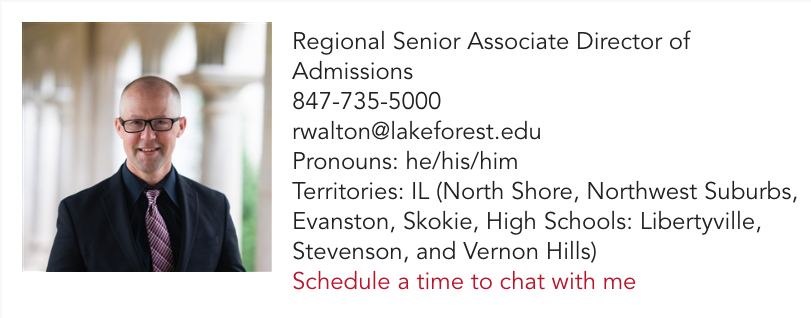 Regional Senior Associate Director of
Admissions
847-735-5000
rwalton@lakeforest.edu
Pronouns: he/his/him
Territories: IL (North Shore, Northwest Suburbs,
Evanston, Skokie, High Schools: Libertyville,
Stevenson, and Vernon Hills)
Schedule a time to chat with me